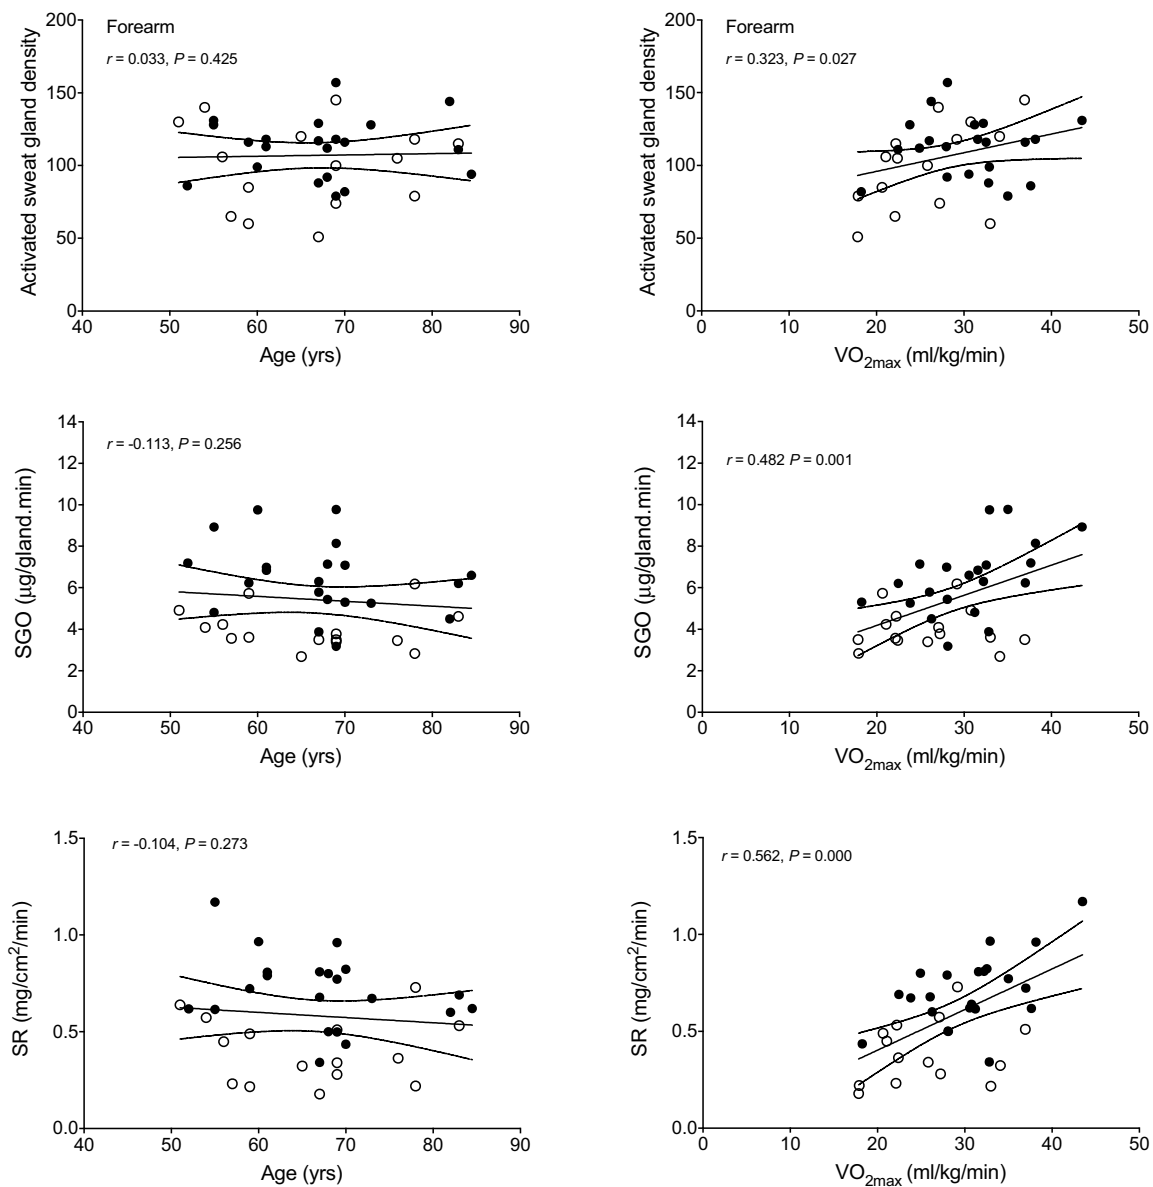 Forearm
r = 0.033, P = 0.425
Activated sweat gland density
200
150
100
50
0
40 50 60 70 80 90
Age (yrs)
Forearm
r = 0.323, P = 0.027
Activated sweat gland density
200
150
100
50
0
0 10 20 30 40 50
VO2max (ml/kg/min)
r = -0.113, P = 0.256
SGO (µg/gland.min)
14
12
10
8
6
4
2
0
40 50 60 70 80 90
Age (yrs)
r = 0.482 P = 0.001
SGO (µg/gland.min)
14
12
10
8
6
4
2
0
0 10 20 30 40 50
VO2max (ml/kg/min)
r = -0.104, P = 0.273
SR (mg/cm2/min)
1.5
1.0
0.5
0.0
40 50 60 70 80 90
Age (yrs)
r = 0.562, P = 0.000
SR (mg/cm2/min)
1.5
1.0
0.5
0.0
0 10 20 30 40 50
VO2max (ml/kg/min)